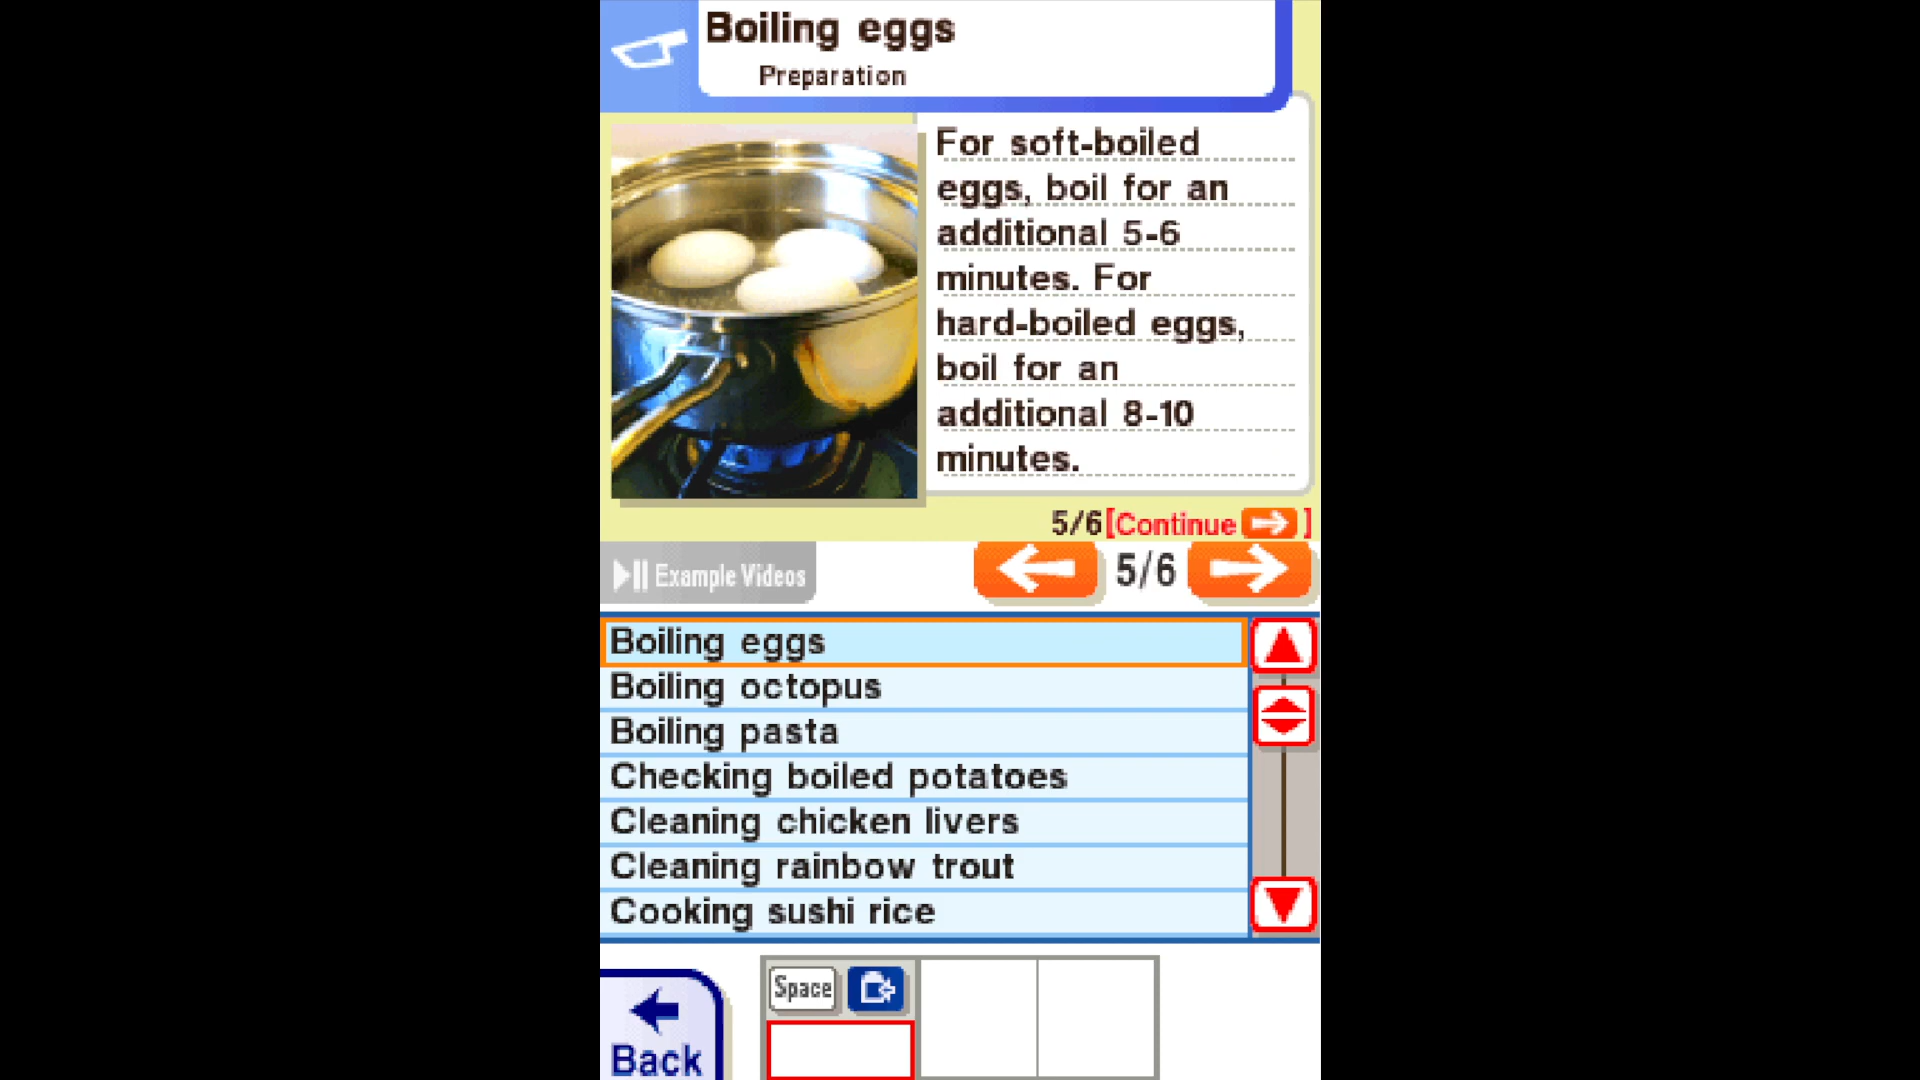 Boiling eggs
Preparation
For soft-boiled
eggs, boil for an
additional 5-6
minutes. For
hard-boiled eggs,
boil for an
additional 8-10
minutes.
5/6[Continue ]
Example Videos
5/6
Boiling eggs
Boiling octopus
Boiling pasta
Checking boiled potatoes
Cleaning chicken livers
Cleaning rainbow trout
Cooking sushi rice
Space
Back